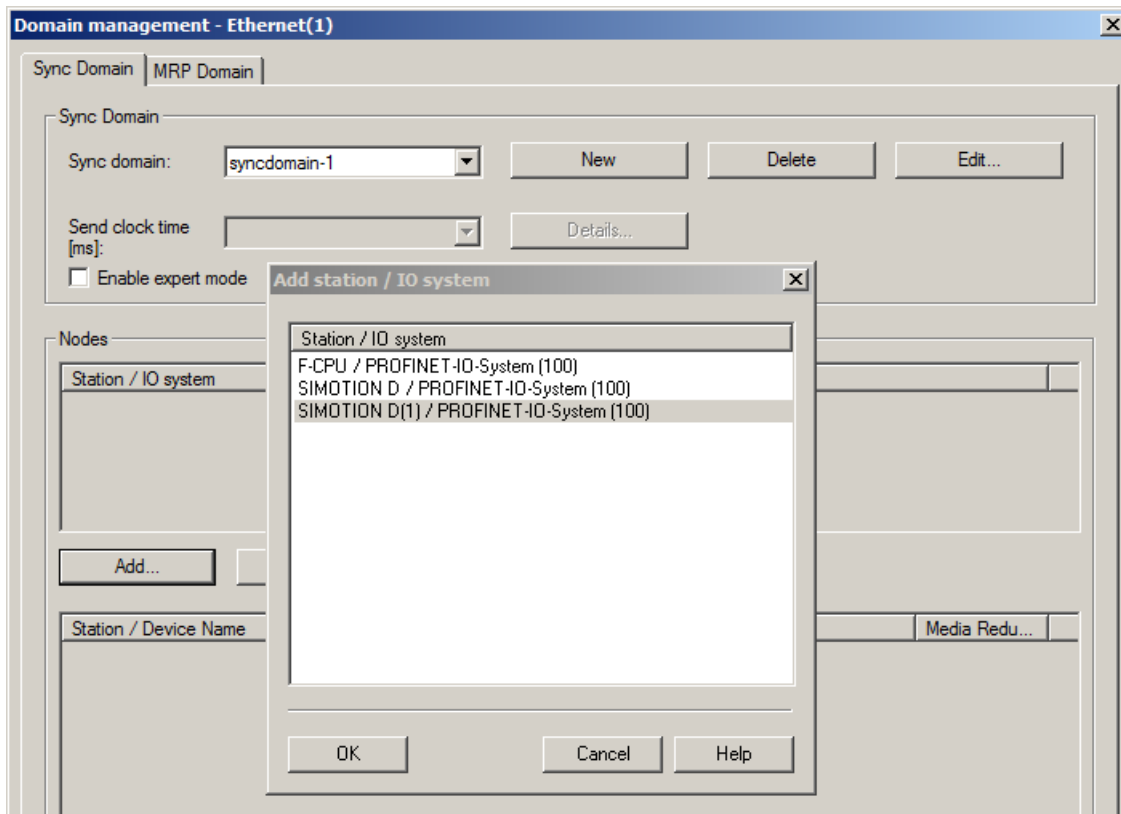 Domain management - Ethernet(1)
Sync Domain
MRP Domain
Sync Domain
Sync domain:
syncdomain-1
New
Delete
Edit...
Send clock time
[ms]:
Details...
Enable expert mode
Add station / IO system
Station / IO system
F-CPU / PROFINET-IO-System (100)
SIMOTION D / PROFINET-IO-System (100)
SIMOTION D(1) / PROFINET-IO-System (100)
OK
Cancel
Help
Nodes
Station / IO system
Add...
Station / Device Name
Media Redu...